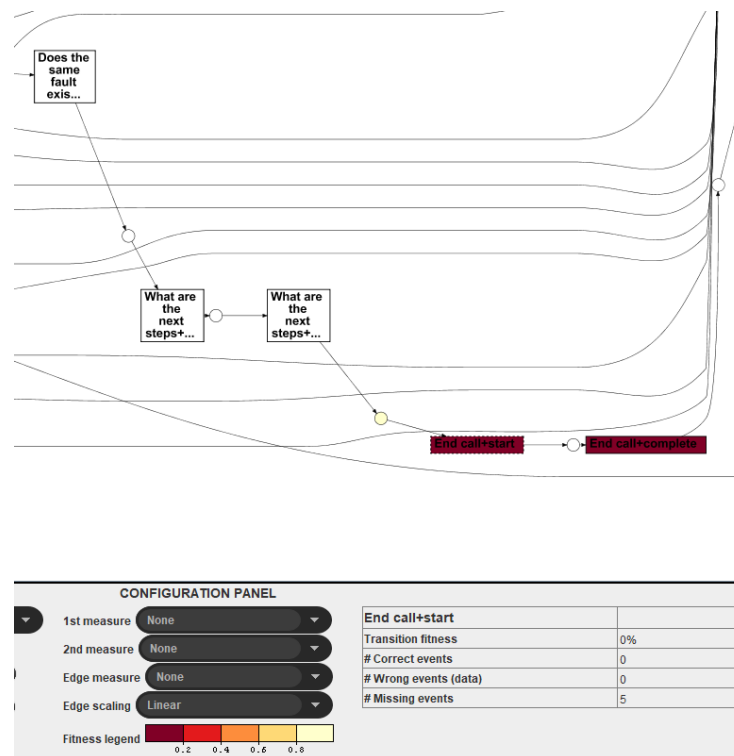 Does the
same
fault
exis...
What are
the
next
steps+...
What are
the
next
steps+...
End call+start
End call+complete
CONFIGURATION PANEL
1st measure None
2nd measure None
Edge measure None
Edge scaling Linear
Fitness legend
0.2 0.4 0.6 0.8
End call+start
Transition fitness 0%
# Correct events 0
# Wrong events (data) 0
# Missing events 5